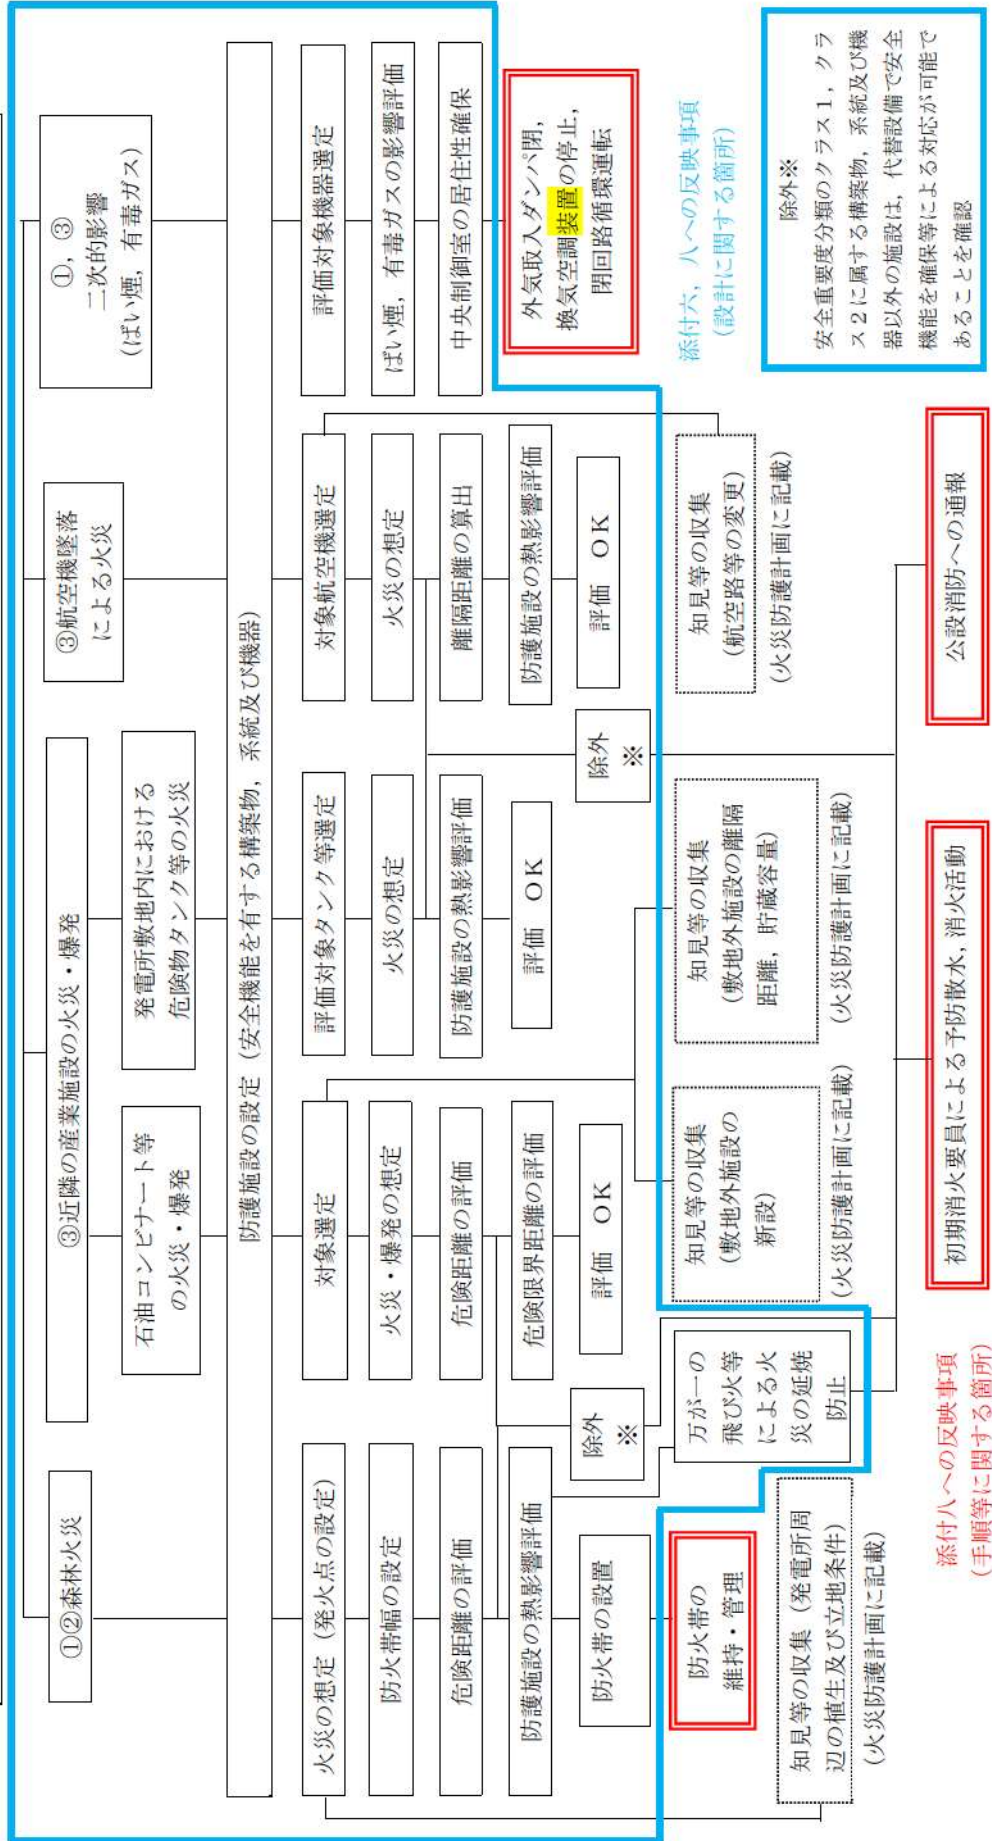 ①②森林火災
③近隣の産業施設の火災・爆発
③航空機墜落
による火災
①，③
二次的影響
(ばい煙，有毒ガス)
石油コンビナート等
の火災・爆発
発電所敷地内における
危険物タンク等の火災
防護施設の設定（安全機能を有する構築物，系統及び機器）
火災の想定（発火点の設定）
防火帯幅の設定
危険距離の評価
防護施設の熱影響評価
防火帯の設置
防火帯の
維持・管理
知見等の収集（発電所周
辺の植生及び立地条件）
(火災防護計画に記載)
対象選定
火災・爆発の想定
危険距離の評価
危険限界距離の評価
評価 OK
除外
※
万が一の
飛び火等
による火
災の延焼
防止
知見等の収集
(敷地外施設の
新設)
(火災防護計画に記載)
評価対象タンク等選定
火災の想定
防護施設の熱影響評価
評価 OK
知見等の収集
(敷地外施設の離隔
距離，貯蔵容量)
(火災防護計画に記載)
対象航空機選定
火災の想定
離隔距離の算出
防護施設の熱影響評価
評価 OK
除外
※
知見等の収集
(航空路等の変更)
(火災防護計画に記載)
評価対象機器選定
ばい煙，有毒ガスの影響評価
中央制御室の居住性確保
外気取入ダンパ閉，
換気空調装置の停止，
閉回路循環運転
添付六，八への反映事項
(設計に関する箇所)
除外※
安全重要度分類のクラス１，クラ
ス２に属する構築物，系統及び機
器以外の施設は，代替設備で安全
機能を確保等による対応が可能で
あることを確認
添付八への反映事項
(手順等に関する箇所)
初期消火要員による予防散水，消火活動
公設消防への通報